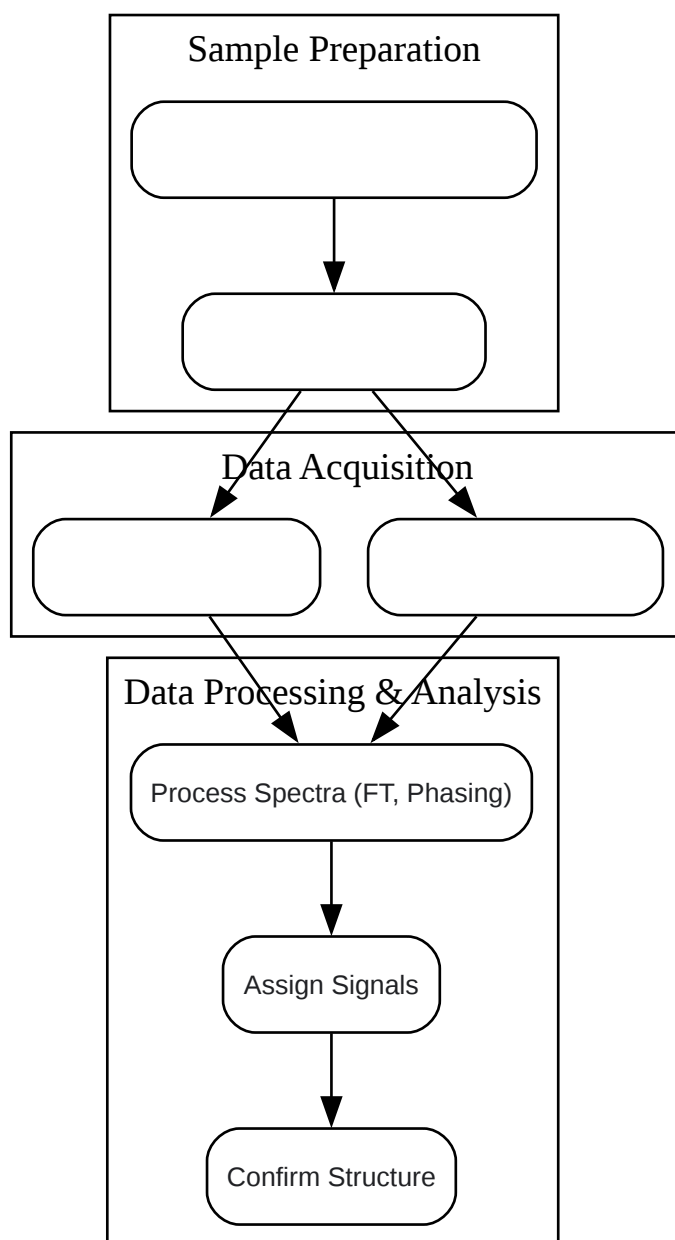 Sample Preparation
Data Acquisition
Data Processing & Analysis
Process Spectra (FT, Phasing)
Assign Signals
Confirm Structure